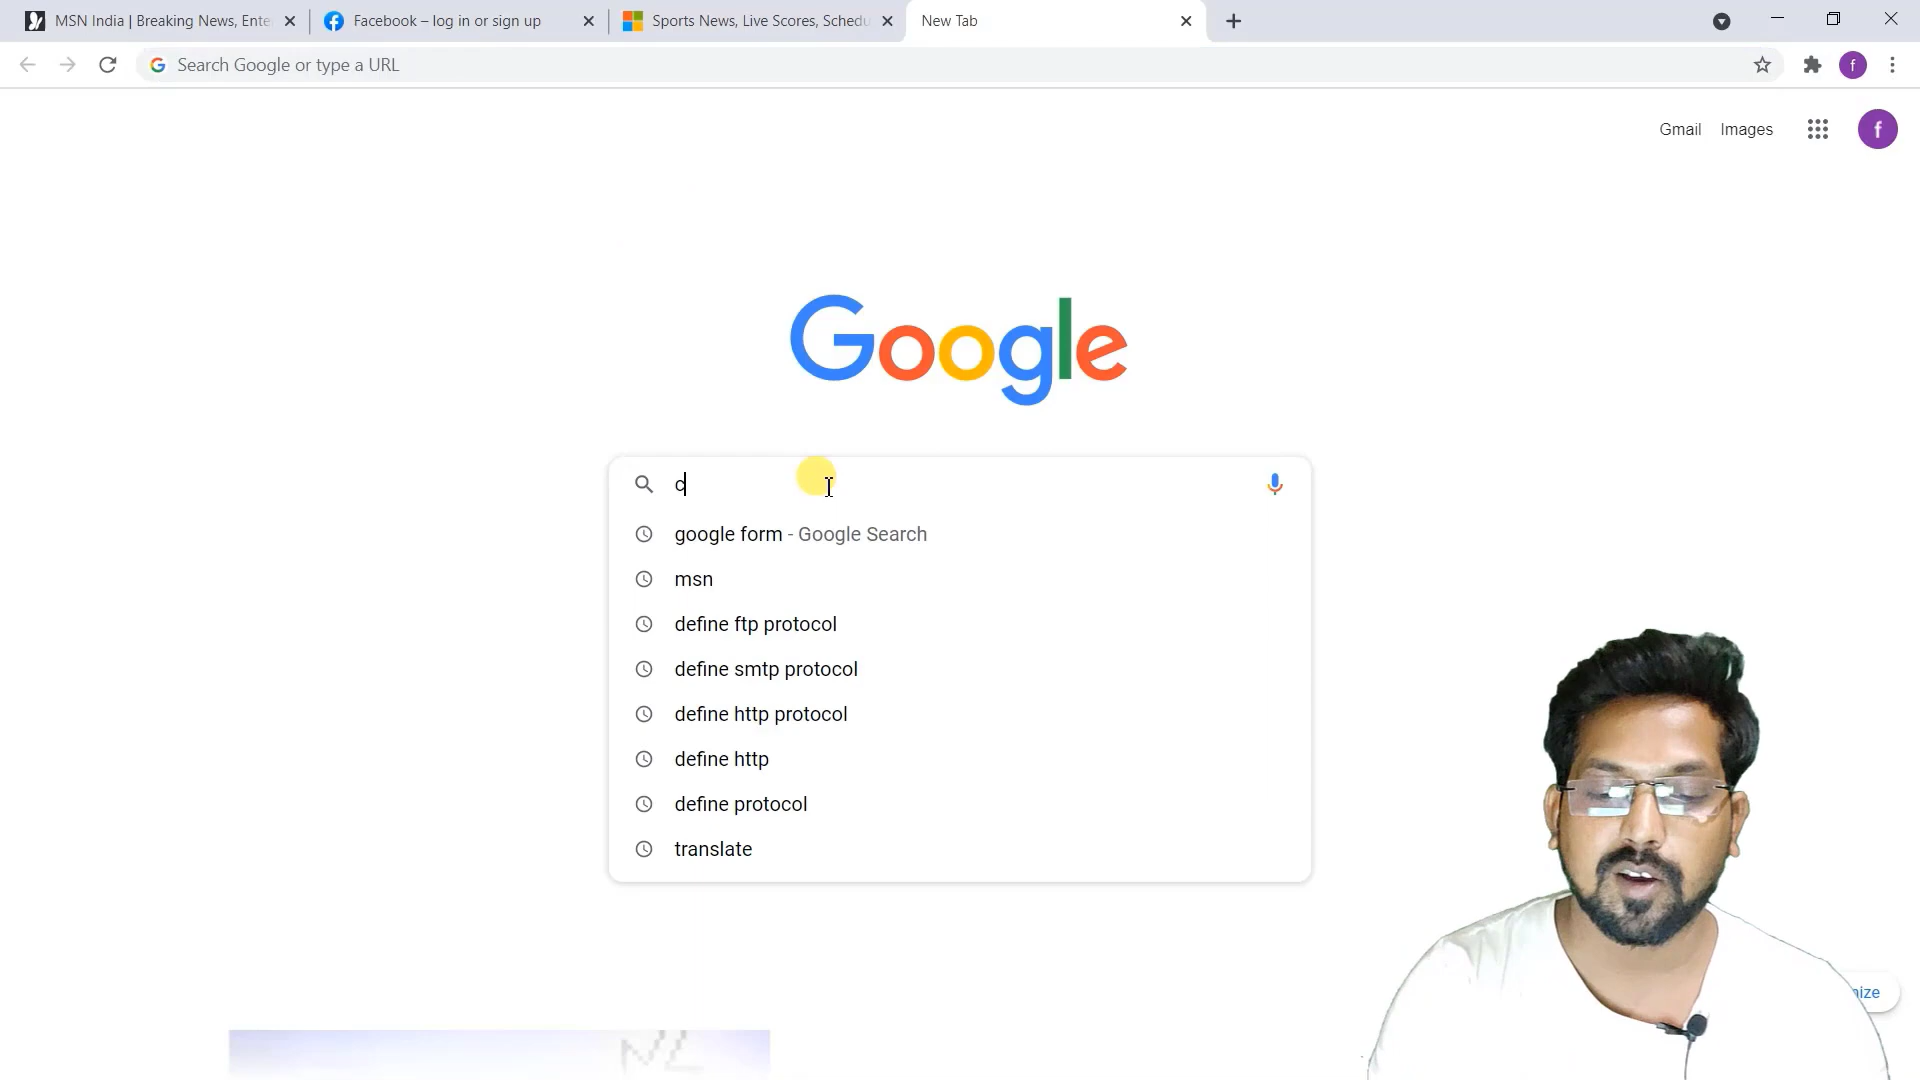 MSN India | Breaking News, Ente
Facebook – log in or sign up
Sports News, Live Scores, Schedu
New Tab
Search Google or type a URL
f
Gmail
Images
f
Google
c
google form - Google Search
msn
define ftp protocol
define smtp protocol
define http protocol
define http
define protocol
translate